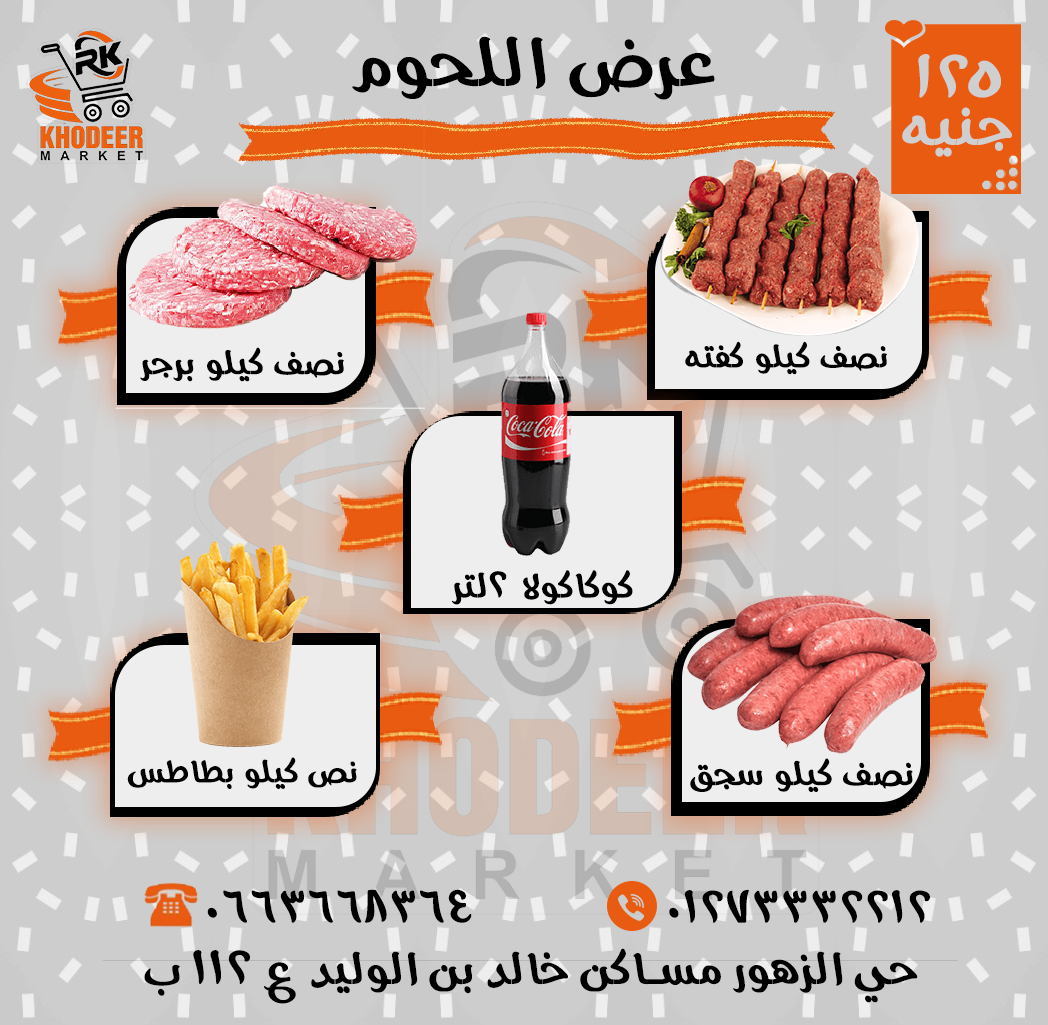 RK
KHODEER
MARKET
عرض اللحوم
١٢٥
جنيه
نصف كيلو برجر
نصف كيلو كفته
Coca-Cola
كوكاكولا ٢لتر
نص كيلو بطاطس
نصف كيلو سجق
KHODEER
MARKET
٠١٢٧٣٣٣٢٢١٢
٠٦٦٣٦٦٨٣٦٤
حي الزهور مساكن خالد بن الوليد ع ١١٢ ب